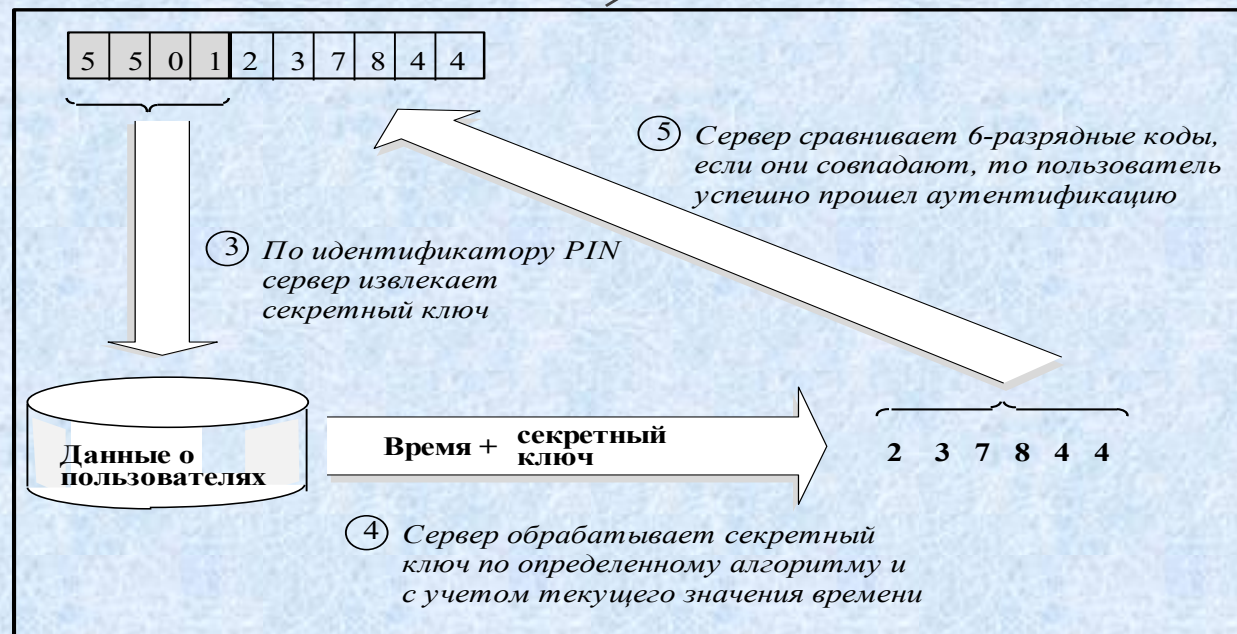 5 5 0 1 2 3 7 8 4 4
5 Сервер сравнивает 6-разрядные коды,
если они совпадают, то пользователь
успешно прошел аутентификацию
3 По идентификатору PIN
сервер извлекает
секретный ключ
Данные о
пользователях
Время + секретный
ключ
2 3 7 8 4 4
4 Сервер обрабатывает секретный
ключ по определенному алгоритму и
с учетом текущего значения времени